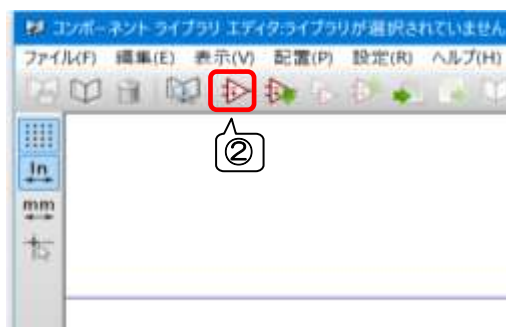 コンポーネント ライブラリ エディタ:ライブラリが選択されていません
ファイル(F) 編集(E) 表示(V) 配置(P) 設定(R) ヘルプ(H)
②
In
mm